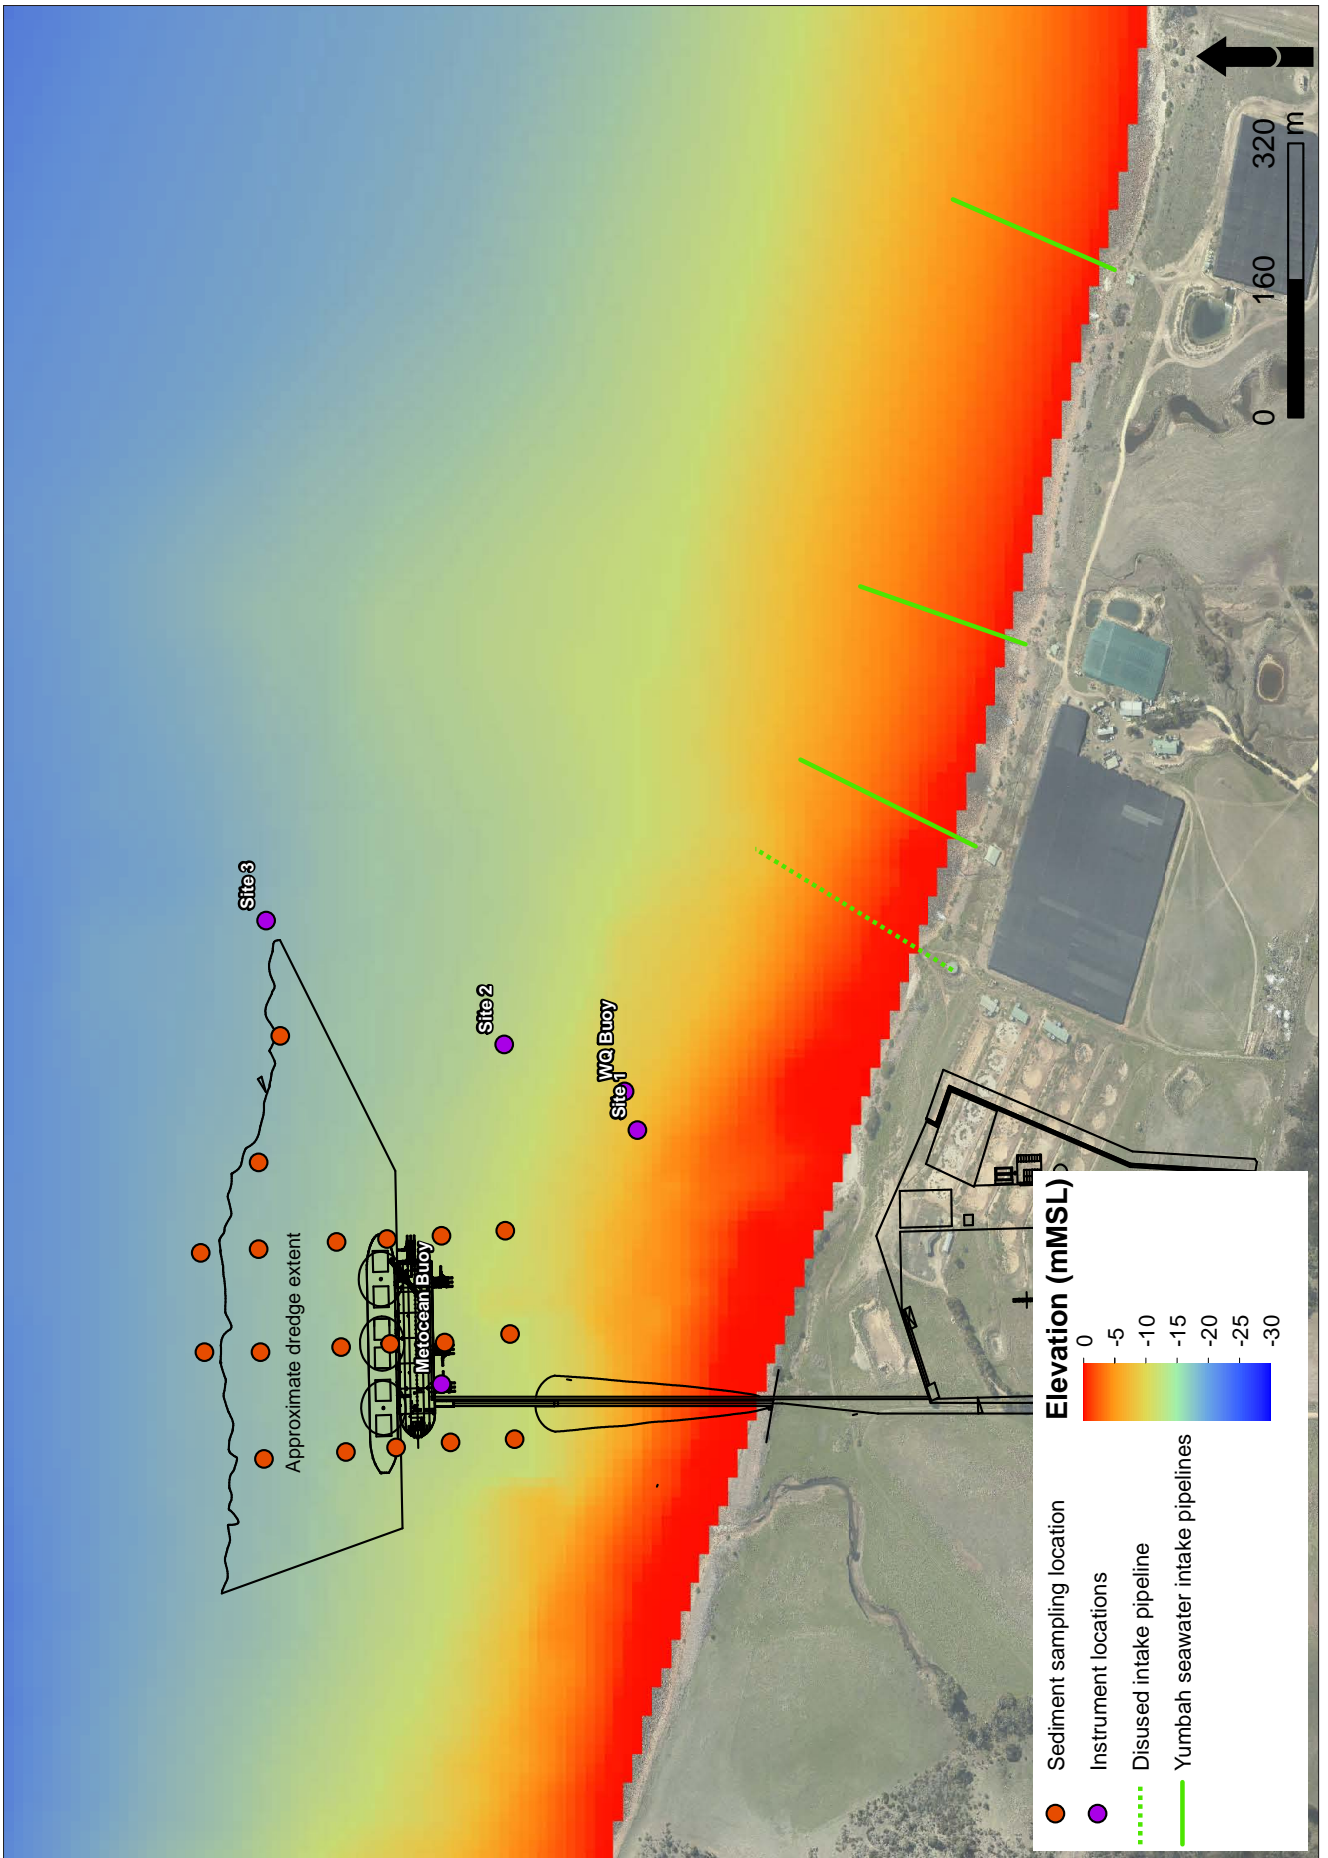 Site 3
Site 2
WQ Buoy
Site 1
Metocean Buoy
Approximate dredge extent
Sediment sampling location
Instrument locations
Disused intake pipeline
Yumbah seawater intake pipelines
Elevation (mMSL)
0
-5
-10
-15
-20
-25
-30
0 160 320
m